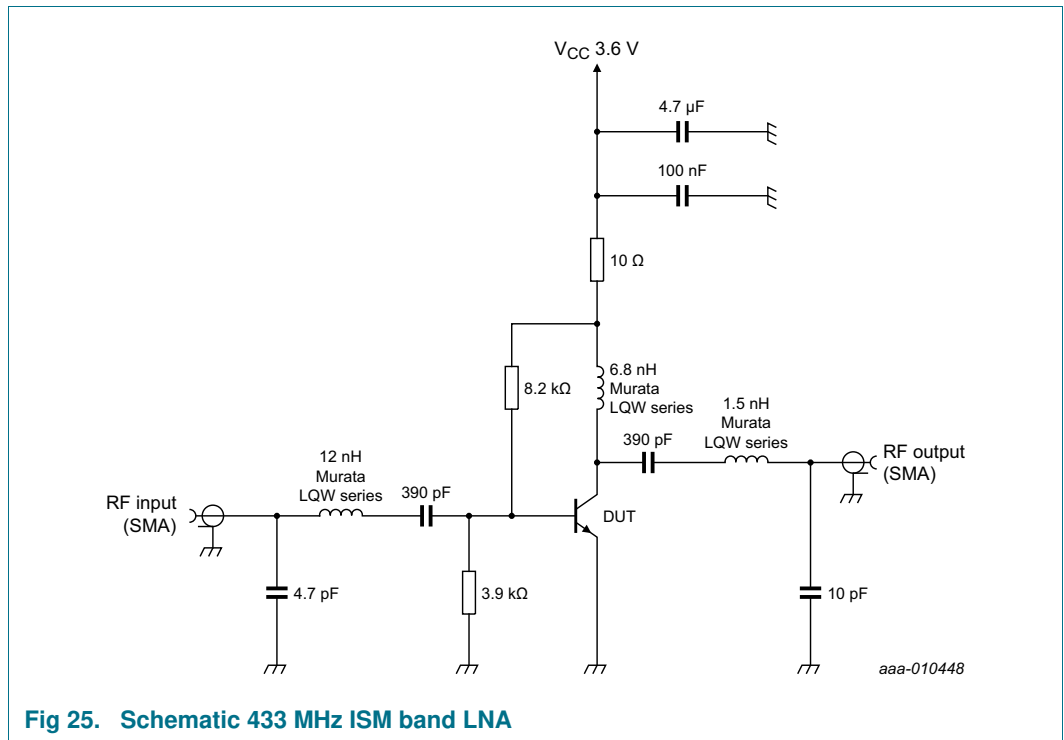 VCC 3.6 V
4.7 µF
100 nF
10 Ω
8.2 kΩ
6.8 nH
Murata
LQW series
1.5 nH
Murata
LQW series
390 pF
RF output
(SMA)
12 nH
Murata
LQW series
390 pF
RF input
(SMA)
DUT
4.7 pF
3.9 kΩ
10 pF
aaa-010448
Fig 25. Schematic 433 MHz ISM band LNA